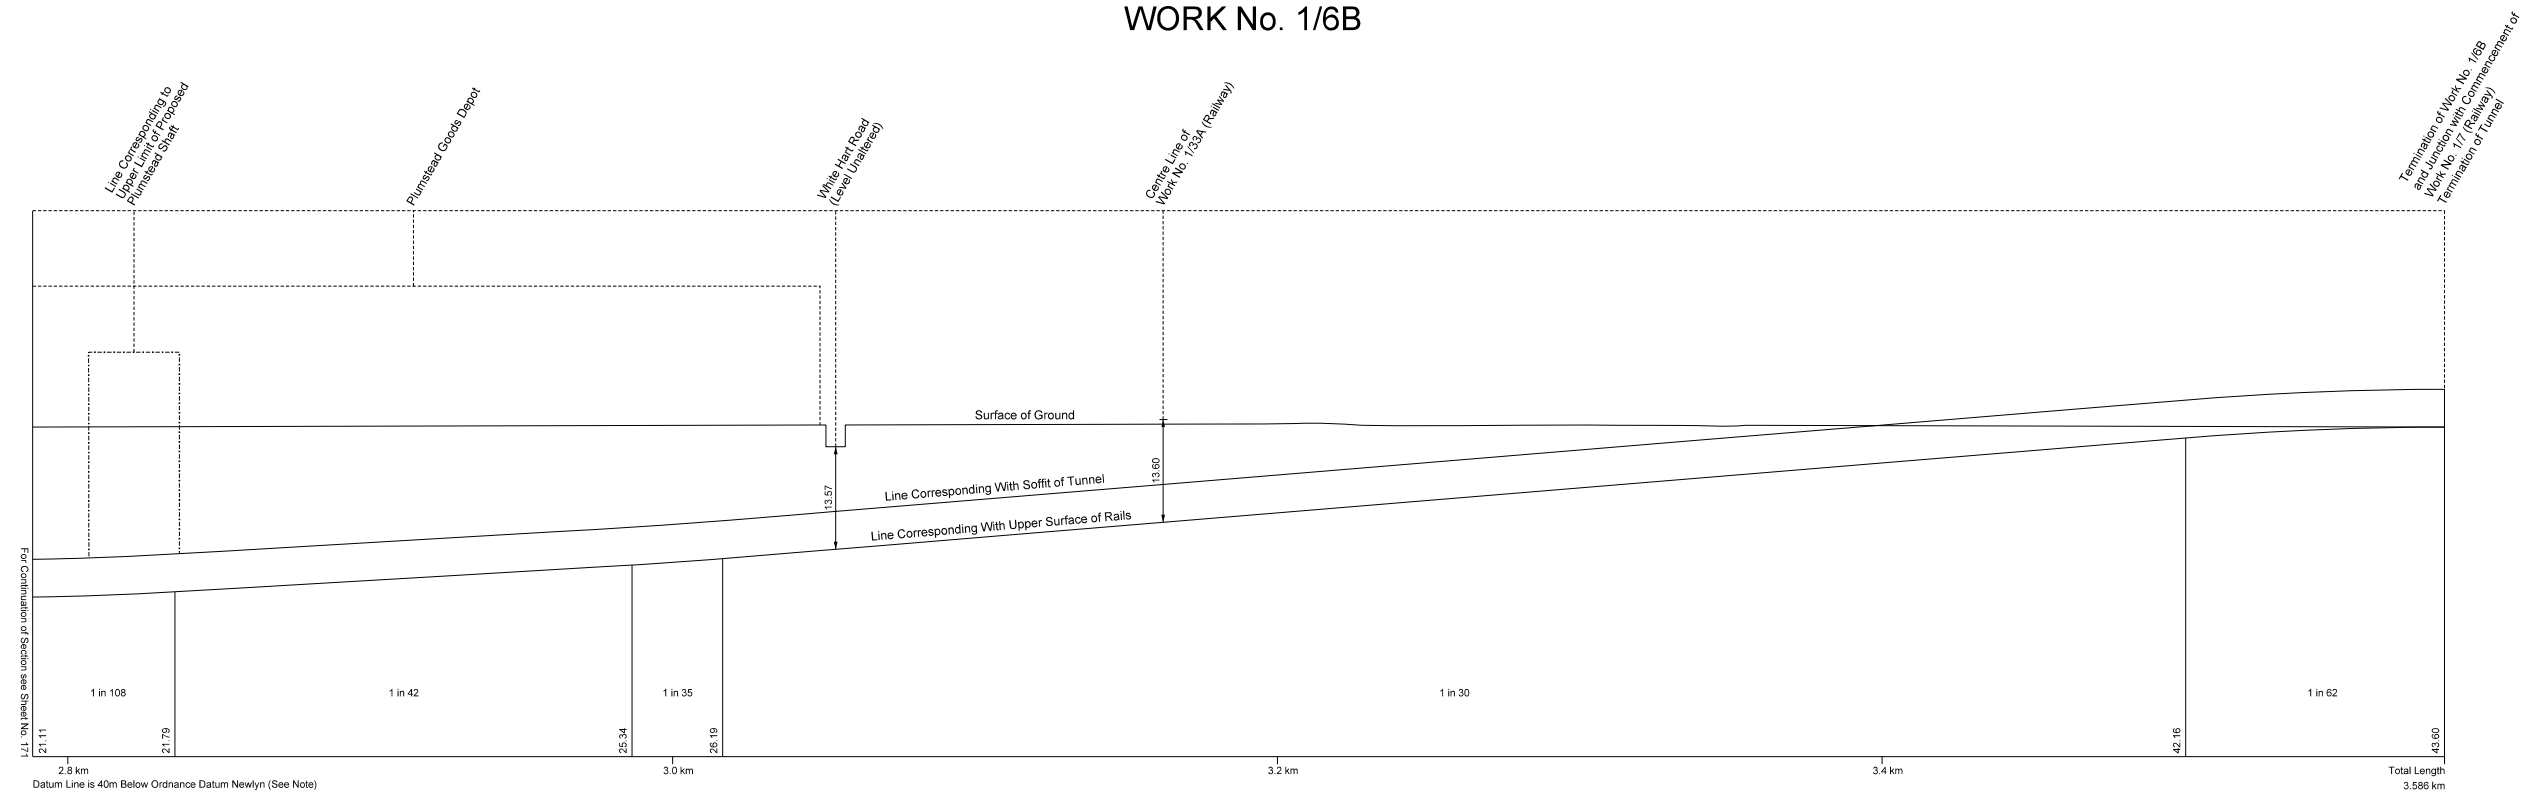 WORK No. 1/6B
Line Corresponding to
Upper Limit of Proposed
Plumstead Shaft
Plumstead Goods Depot
White Hart Road
(Level Unaltered)
Centre Line of
Work No. 1/33A (Railway)
Termination of Work No. 1/6B
and Junction with Commencement of
Work No. 1/7 (Railway)
Termination of Tunnel
Surface of Ground
13.57
13.60
Line Corresponding With Soffit of Tunnel
Line Corresponding With Upper Surface of Rails
For Continuation of Section see Sheet No. 171
1 in 108
1 in 42
1 in 35
1 in 30
1 in 62
21.11
21.79
25.34
26.19
42.16
43.60
2.8 km
3.0 km
3.2 km
3.4 km
Total Length
3.586 km
Datum Line is 40m Below Ordnance Datum Newlyn (See Note)